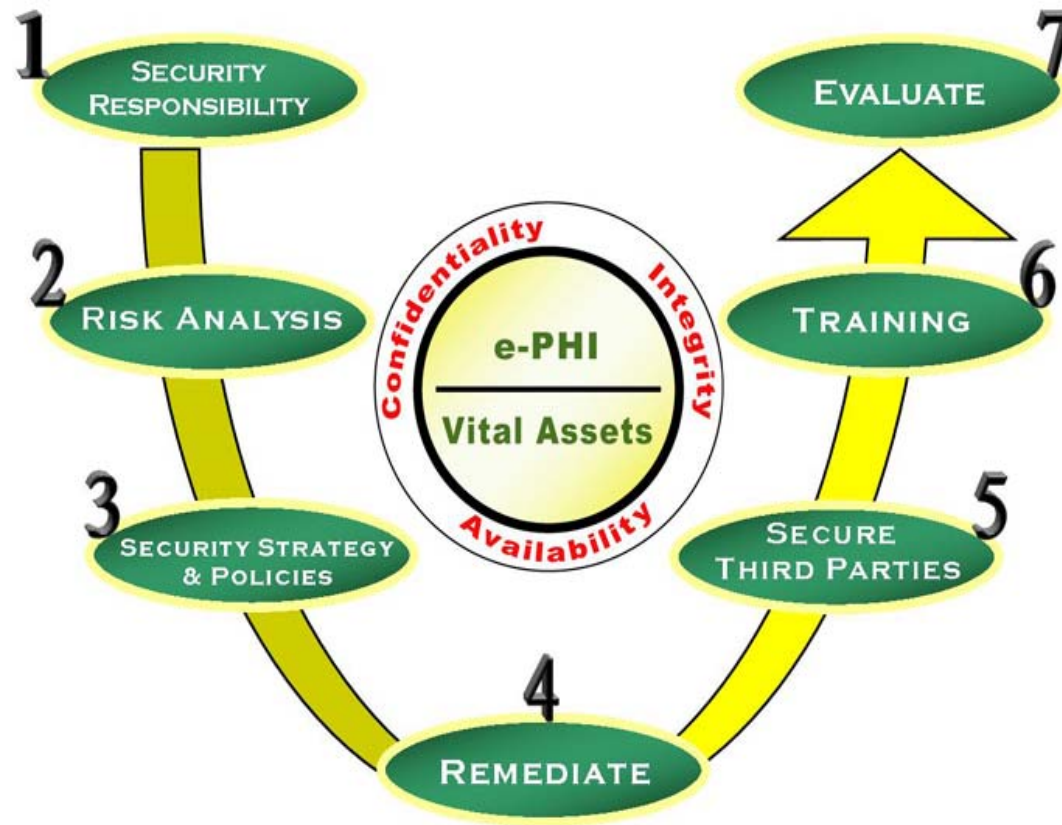 1
SECURITY
RESPONSIBILITY
2
RISK ANALYSIS
3
SECURITY STRATEGY
& POLICIES
4
REMEDIATE
5
SECURE
THIRD PARTIES
6
TRAINING
7
EVALUATE
Confidentiality
Integrity
Availability
e-PHI
Vital Assets